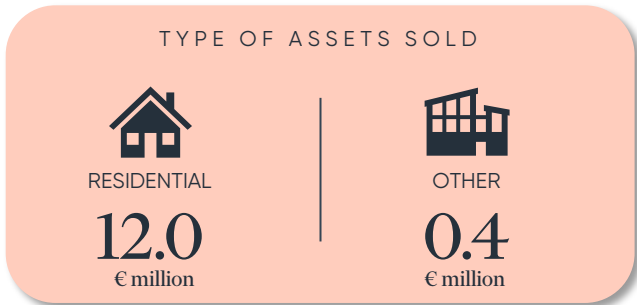 TYPE OF ASSETS SOLD
RESIDENTIAL
12.0
€ million
OTHER
0.4
€ million